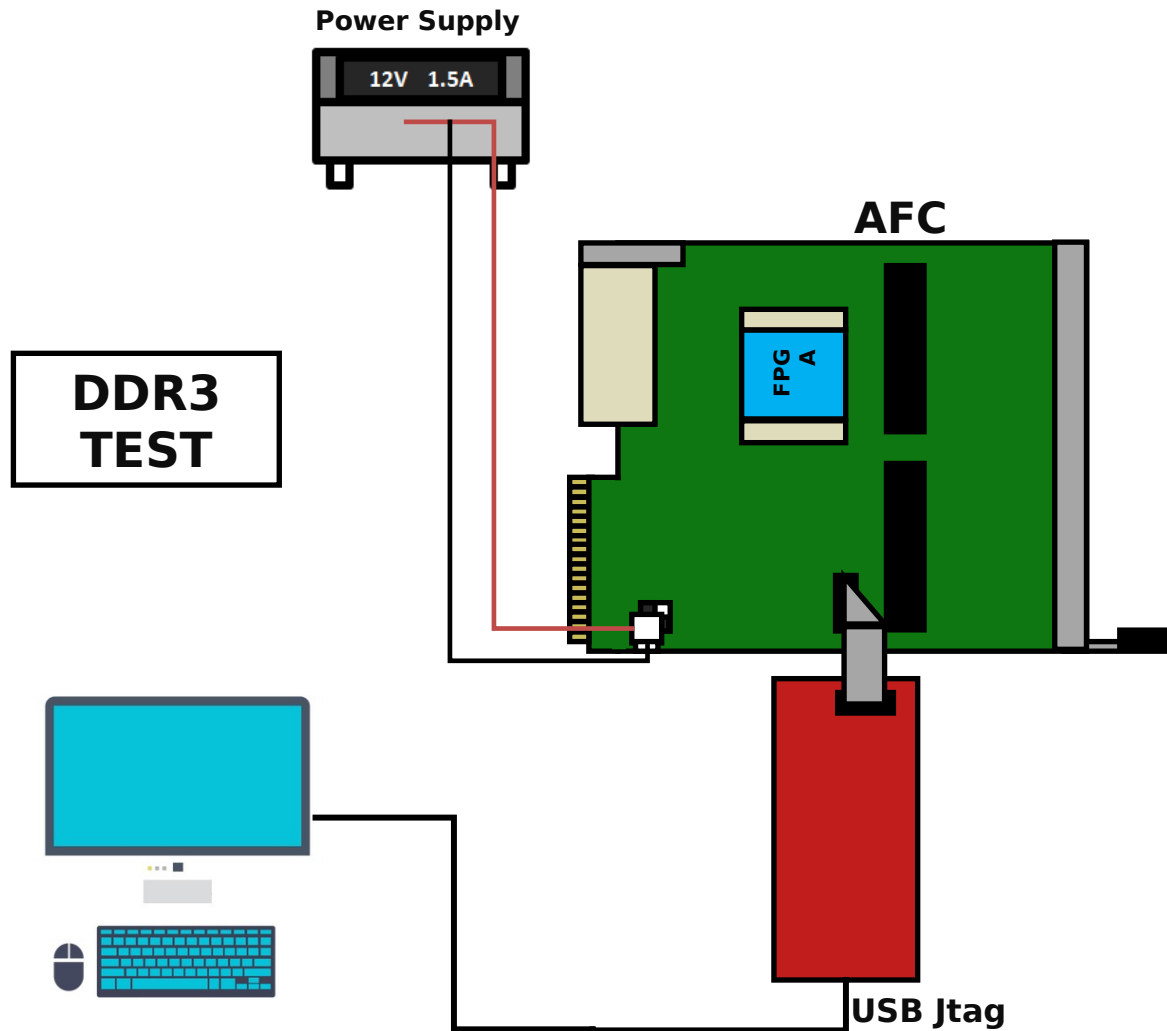 Power Supply
12V 1.5A
AFC
FPG
A
DDR3
TEST
USB Jtag